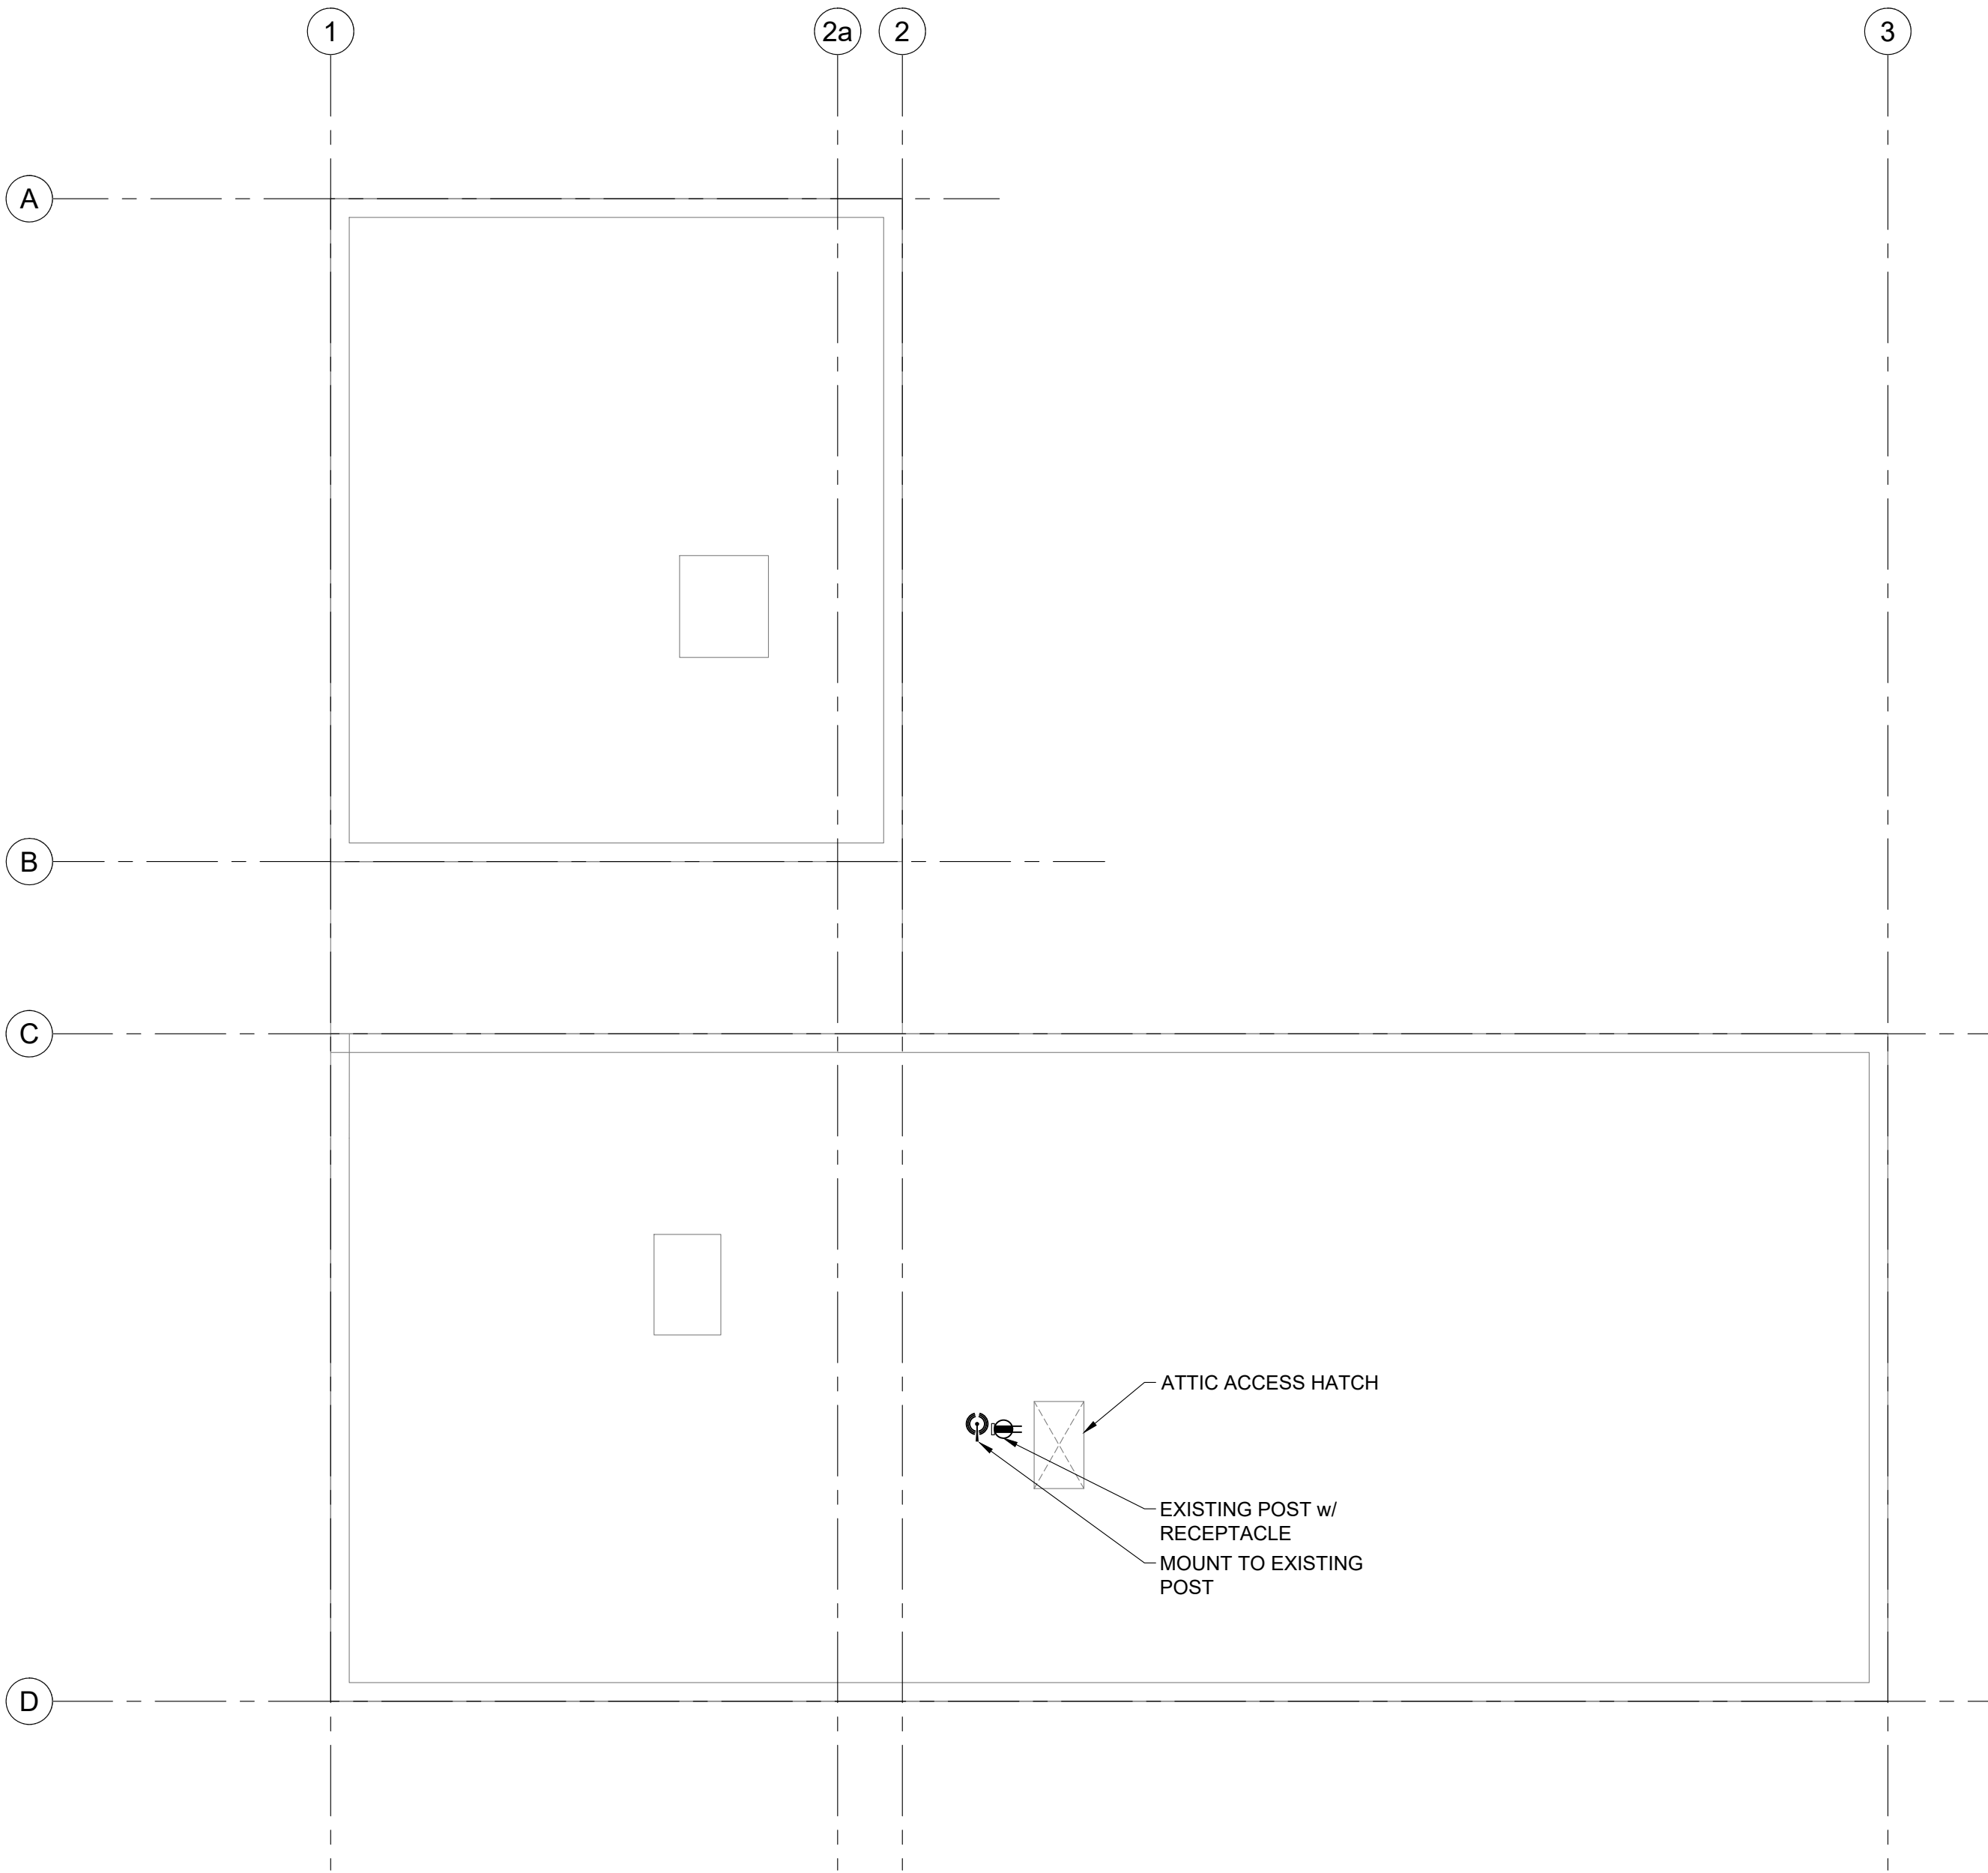 1
2a
2
3
A
B
C
D
ATTIC ACCESS HATCH
EXISTING POST w/
RECEPTACLE
MOUNT TO EXISTING
POST